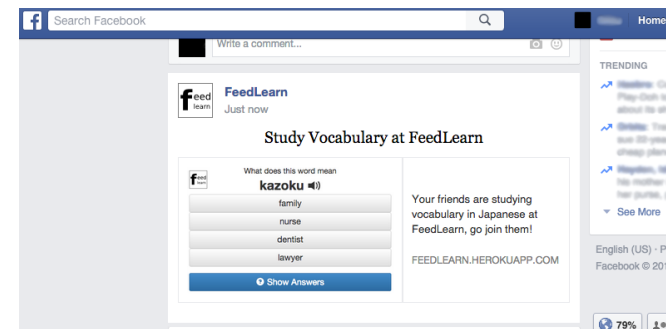 f
Search Facebook
Home
Write a comment...
TRENDING
feed
learn
FeedLearn
Just now
Study Vocabulary at FeedLearn
feed
learn
What does this word mean
kazoku
family
nurse
dentist
lawyer
Show Answers
Your friends are studying
vocabulary in Japanese at
FeedLearn, go join them!
FEEDLEARN.HEROKUAPP.COM
See More
English (US) · P
Facebook © 201
79%